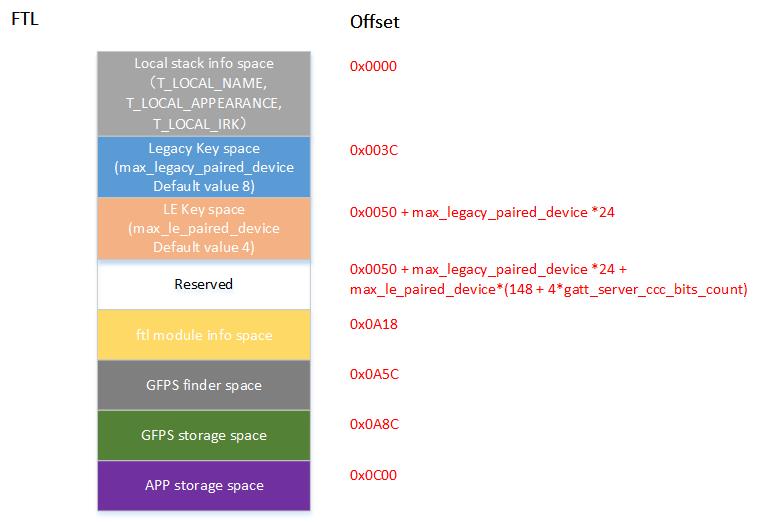 FTL
Offset
Local stack info space
（T_LOCAL_NAME,
T_LOCAL_APPEARANCE,
T_LOCAL_IRK）
0x0000
Legacy Key space
(max_legacy_paired_device
Default value 8)
0x003C
LE Key space
(max_le_paired_device
Default value 4)
0x0050 + max_legacy_paired_device *24
Reserved
0x0050 + max_legacy_paired_device *24 +
max_le_paired_device*(148 + 4*gatt_server_ccc_bits_count)
ftl module info space
0x0A18
GFPS finder space
0x0A5C
GFPS storage space
0x0A8C
APP storage space
0x0C00